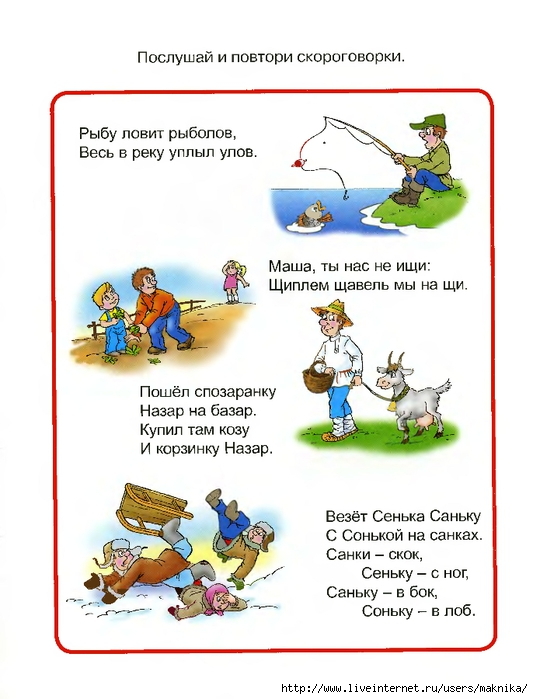 Послушай и повтори скороговорки.
Рыбу ловит рыболов,
Весь в реку уплыл улов.
Маша, ты нас не ищи:
Щиплем щавель мы на щи.
Пошёл спозаранку
Назар на базар.
Купил там козу
И корзинку Назар.
Везёт Сенька Саньку
С Сонькой на санках.
Санки – скок,
Сеньку – с ног,
Саньку – в бок,
Соньку – в лоб.
http://www.liveinternet.ru/users/maknika/